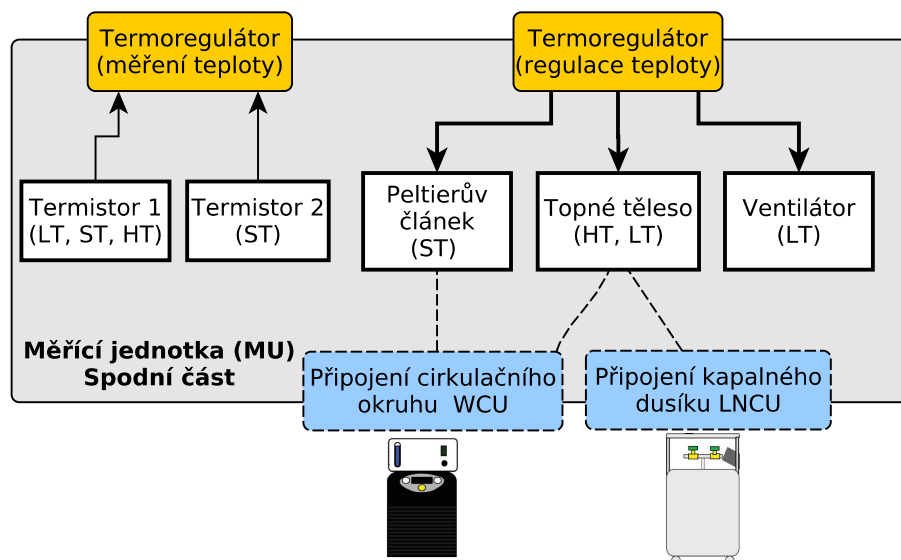 Termoregulátor
(měření teploty)
Termoregulátor
(regulace teploty)
Termistor 1
(LT, ST, HT)
Termistor 2
(ST)
Peltierův
článek
(ST)
Topné těleso
(HT, LT)
Ventilátor
(LT)
Měřící jednotka (MU)
Spodní část
Připojení cirkulačního
okruhu WCU
Připojení kapalného
dusíku LNCU